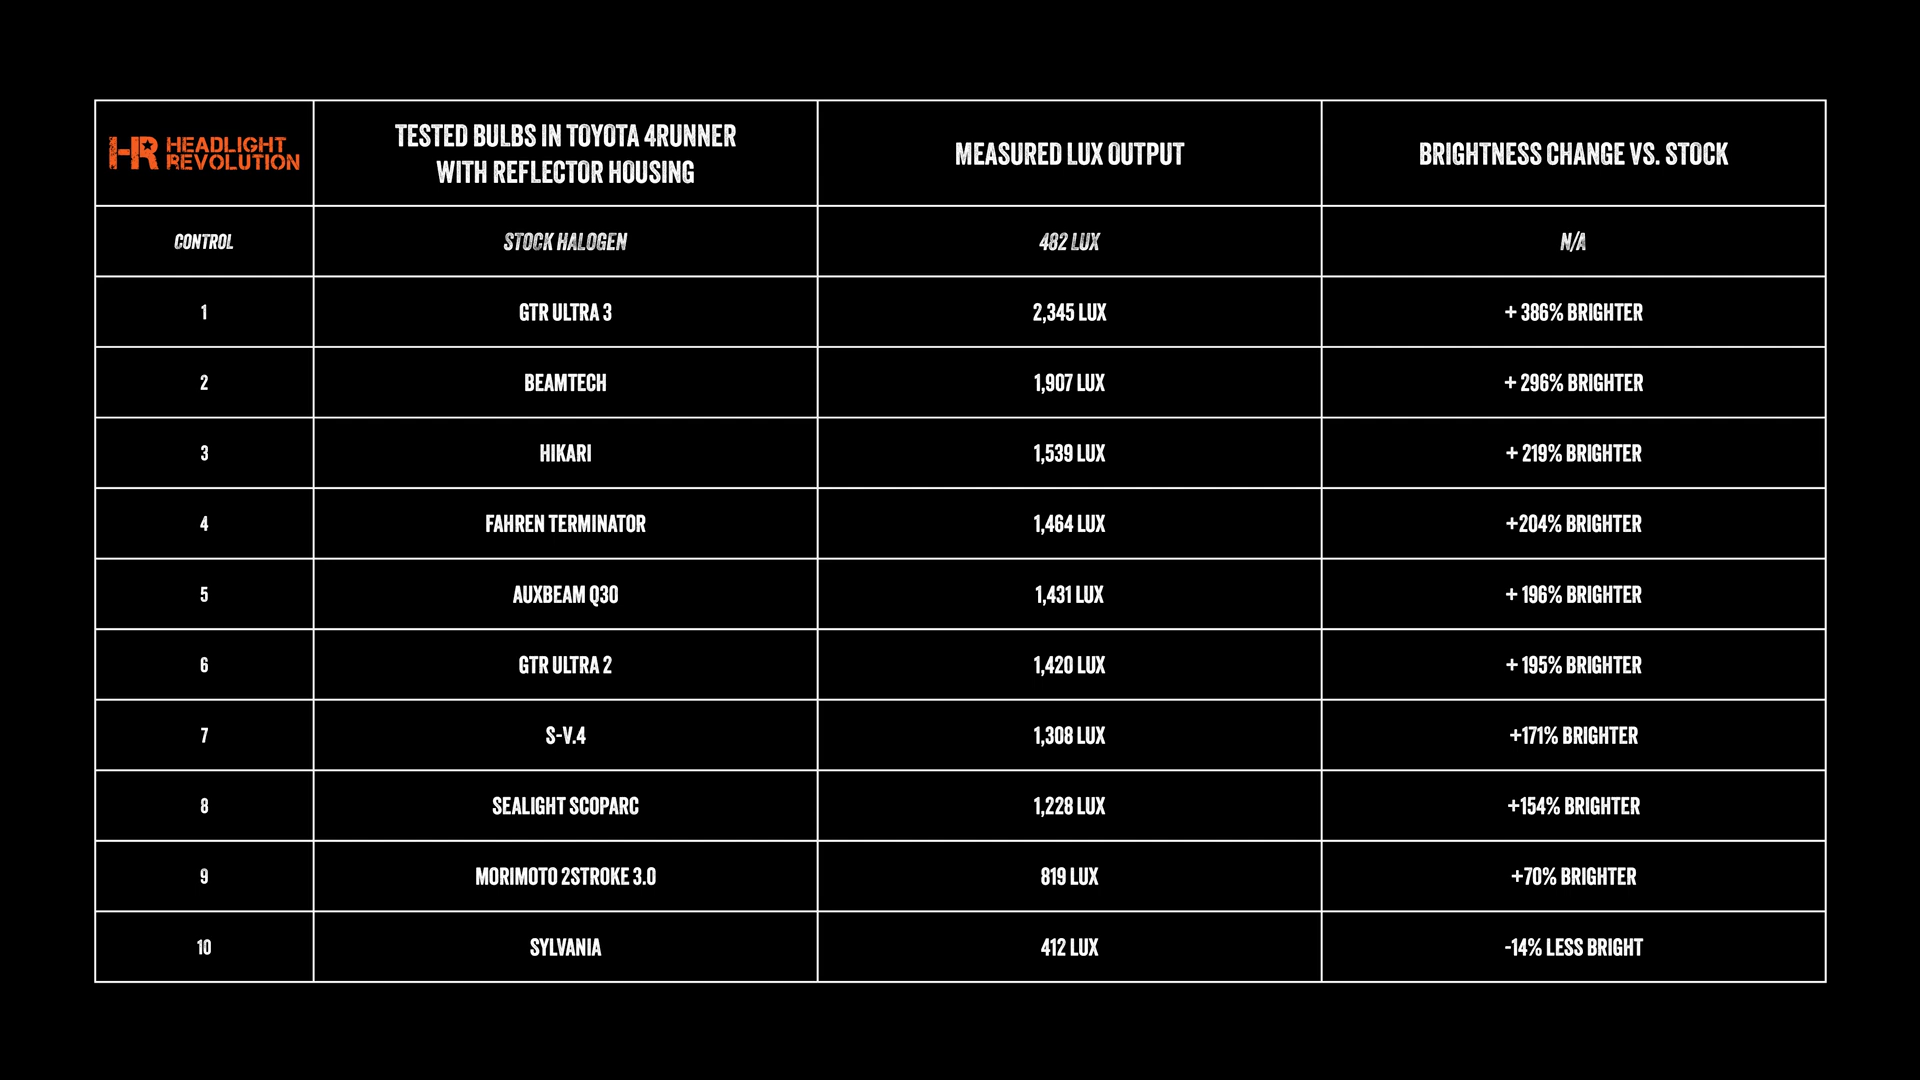 HR HEADLIGHT
REVOLUTION
TESTED BULBS IN TOYOTA 4RUNNER
WITH REFLECTOR HOUSING
MEASURED LUX OUTPUT
BRIGHTNESS CHANGE VS. STOCK
CONTROL STOCK HALOGEN 482 LUX N/A
1 GTR ULTRA 3 2,345 LUX + 386% BRIGHTER
2 BEAMTECH 1,907 LUX + 296% BRIGHTER
3 HIKARI 1,539 LUX + 219% BRIGHTER
4 FAHREN TERMINATOR 1,464 LUX +204% BRIGHTER
5 AUXBEAM Q30 1,431 LUX + 196% BRIGHTER
6 GTR ULTRA 2 1,420 LUX + 195% BRIGHTER
7 S-V.4 1,308 LUX +171% BRIGHTER
8 SEALIGHT SCOPARC 1,228 LUX +154% BRIGHTER
9 MORIMOTO 2STROKE 3.0 819 LUX +70% BRIGHTER
10 SYLVANIA 412 LUX -14% LESS BRIGHT